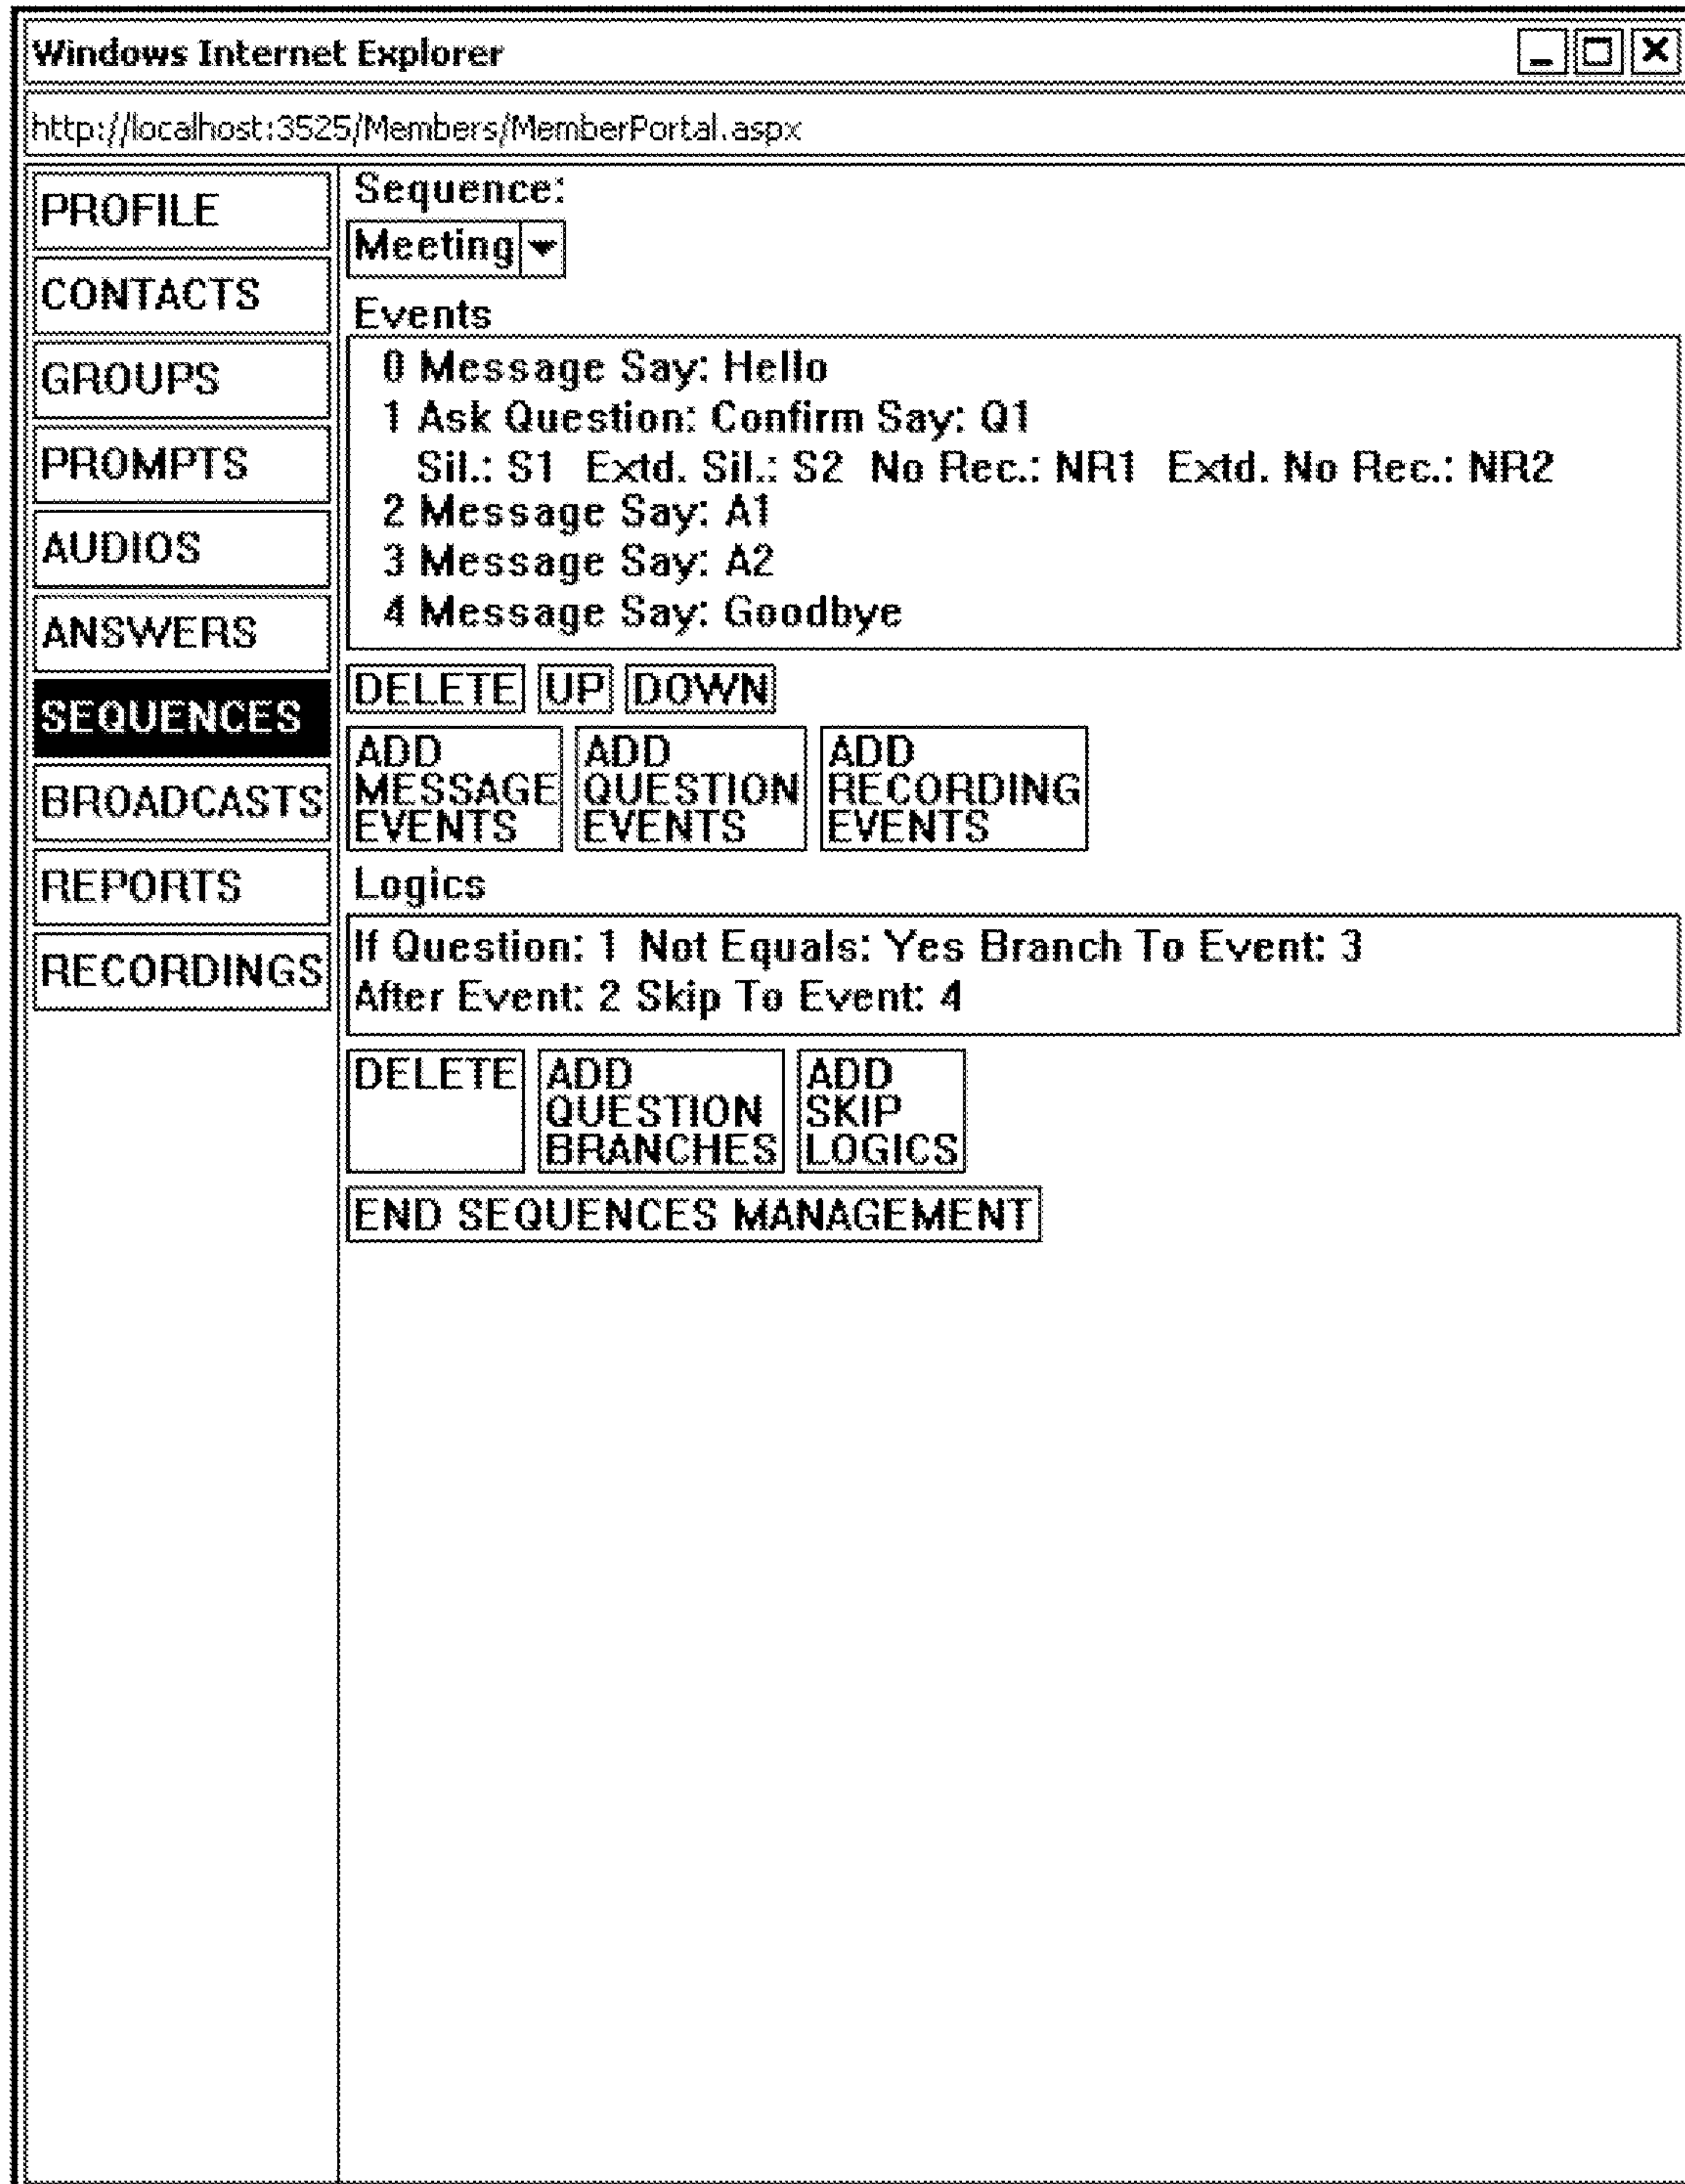 Windows Internet Explorer
http://localhost:3525/Members/MemberPortal.aspx
PROFILE
CONTACTS
GROUPS
PROMPTS
AUDIOS
ANSWERS
SEQUENCES
BROADCASTS
REPORTS
RECORDINGS
Sequence:
Meeting
Events
0 Message Say: Hello
1 Ask Question: Confirm Say: Q1
Sil.: S1 Extd. Sil.: S2 No Rec.: NR1 Extd. No Rec.: NR2
2 Message Say: A1
3 Message Say: A2
4 Message Say: Goodbye
DELETE UP DOWN
ADD
MESSAGE
EVENTS
ADD
QUESTION
EVENTS
ADD
RECORDING
EVENTS
Logics
If Question: 1 Not Equals: Yes Branch To Event: 3
After Event: 2 Skip To Event: 4
DELETE
ADD
QUESTION
BRANCHES
ADD
SKIP
LOGICS
END SEQUENCES MANAGEMENT